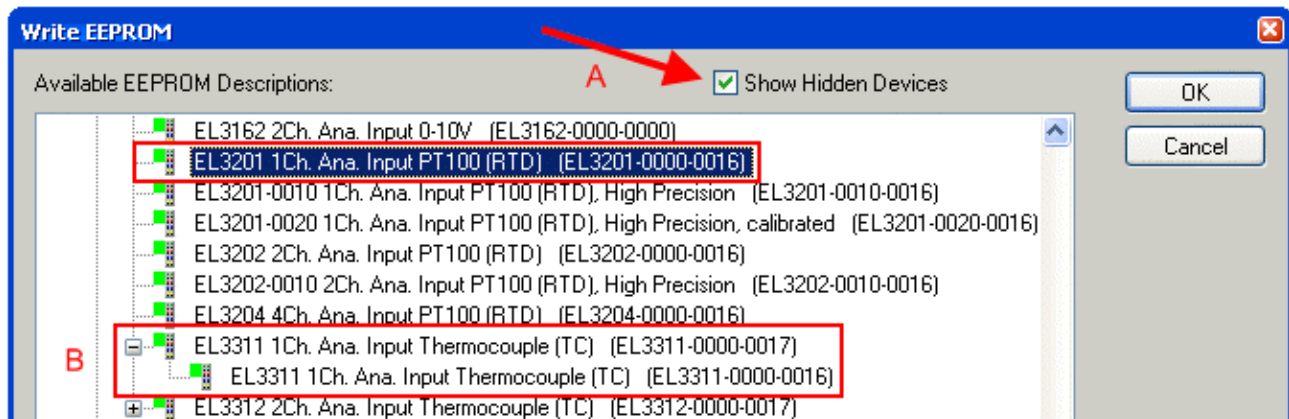 Write EEPROM
Available EEPROM Descriptions:
A
Show Hidden Devices
OK
Cancel
EL3162 2Ch. Ana. Input 0-10V (EL3162-0000-0000)
EL3201 1Ch. Ana. Input PT100 (RTD) (EL3201-0000-0016)
EL3201-0010 1Ch. Ana. Input PT100 (RTD), High Precision (EL3201-0010-0016)
EL3201-0020 1Ch. Ana. Input PT100 (RTD), High Precision, calibrated (EL3201-0020-0016)
EL3202 2Ch. Ana. Input PT100 (RTD) (EL3202-0000-0016)
EL3202-0010 2Ch. Ana. Input PT100 (RTD), High Precision (EL3202-0010-0016)
EL3204 4Ch. Ana. Input PT100 (RTD) (EL3204-0000-0016)
B
EL3311 1Ch. Ana. Input Thermocouple (TC) (EL3311-0000-0017)
EL3311 1Ch. Ana. Input Thermocouple (TC) (EL3311-0000-0016)
EL3312 2Ch. Ana. Input Thermocouple (TC) (EL3312-0000-0017)